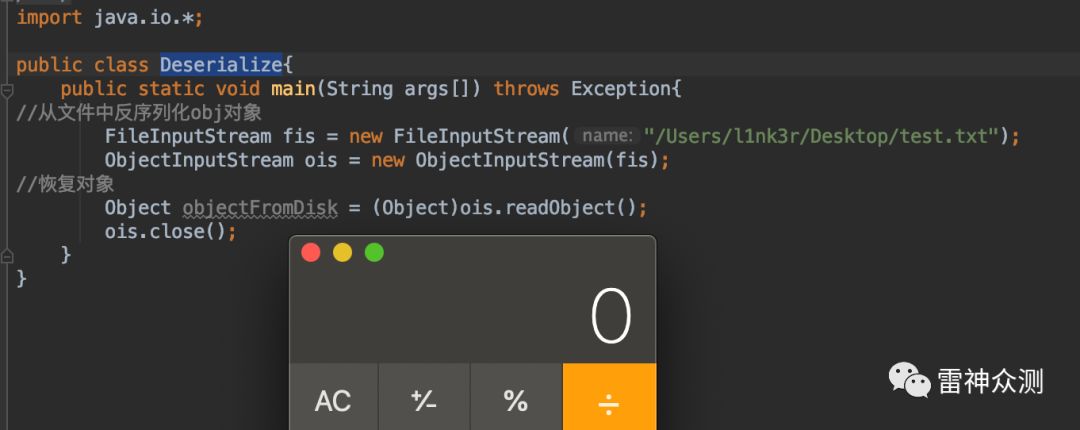 import java.io.*;
public class Deserialize{
public static void main(String args[]) throws Exception{
//从文件中反序列化obj对象
FileInputStream fis = new FileInputStream( name: "/Users/l1nk3r/Desktop/test.txt");
ObjectInputStream ois = new ObjectInputStream(fis);
//恢复对象
Object objectFromDisk = (Object)ois.readObject();
ois.close();
}
}
0
AC +⁄- % ÷
雷神众测